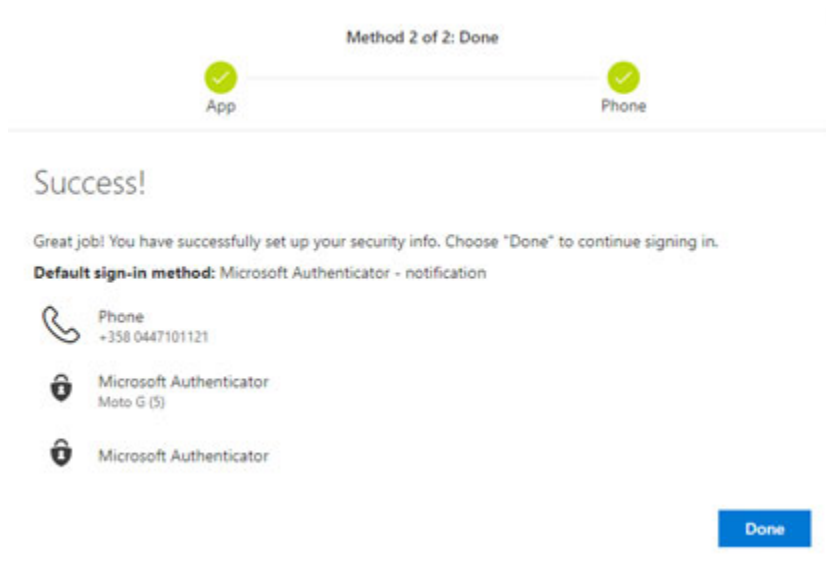 Method 2 of 2: Done
App
Phone
Success!
Great job! You have successfully set up your security info. Choose "Done" to continue signing in.
Default sign-in method: Microsoft Authenticator - notification
Phone
+358 0447101121
Microsoft Authenticator
Moto G (5)
Microsoft Authenticator
Done